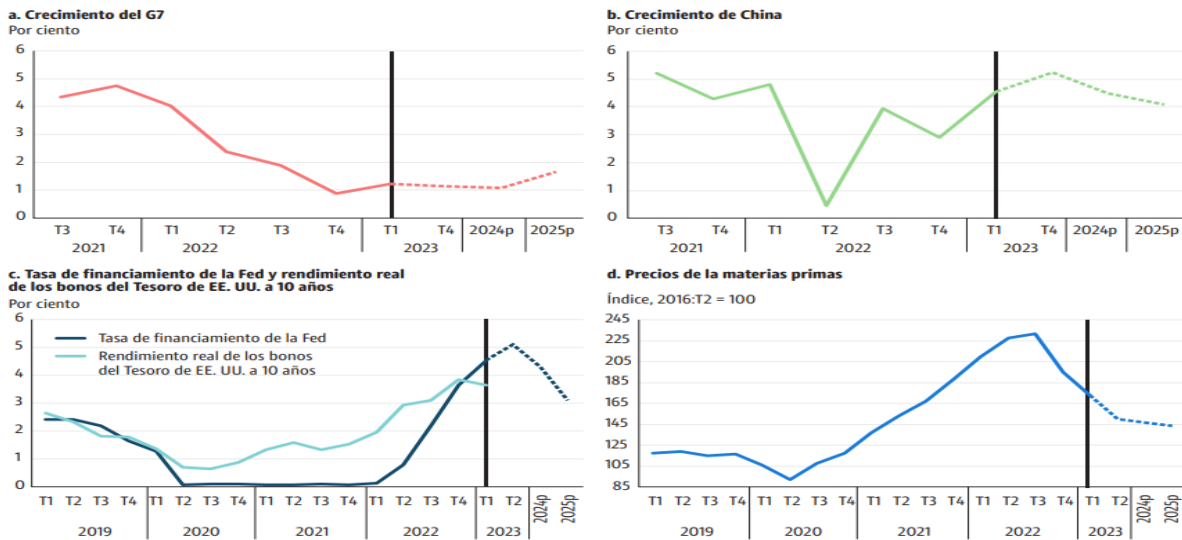 a. Crecimiento del G7
Por ciento
6
5
4
3
2
1
0
T3 T4 T1 T2 T3 T4 T1 T4 2024p 2025p
2021 2022 2023
b. Crecimiento de China
Por ciento
6
5
4
3
2
1
0
T3 T4 T1 T2 T3 T4 T1 T4 2024p 2025p
2021 2022 2023
c. Tasa de financiamiento de la Fed y rendimiento real
de los bonos del Tesoro de EE. UU. a 10 años
Por ciento
6
5
4
3
2
1
0
Tasa de financiamiento de la Fed
Rendimiento real de los bonos
del Tesoro de EE. UU. a 10 años
T1 T2 T3 T4 T1 T2 T3 T4 T1 T2 T3 T4 T1 T2 T3 T4 T1 T2 2024p 2025p
2019 2020 2021 2022 2023
d. Precios de la materias primas
Índice, 2016:T2 = 100
245
225
205
185
165
145
125
105
85
T1 T2 T3 T4 T1 T2 T3 T4 T1 T2 T3 T4 T1 T2 T3 T4 T1 T2 2024p 2025p
2019 2020 2021 2022 2023